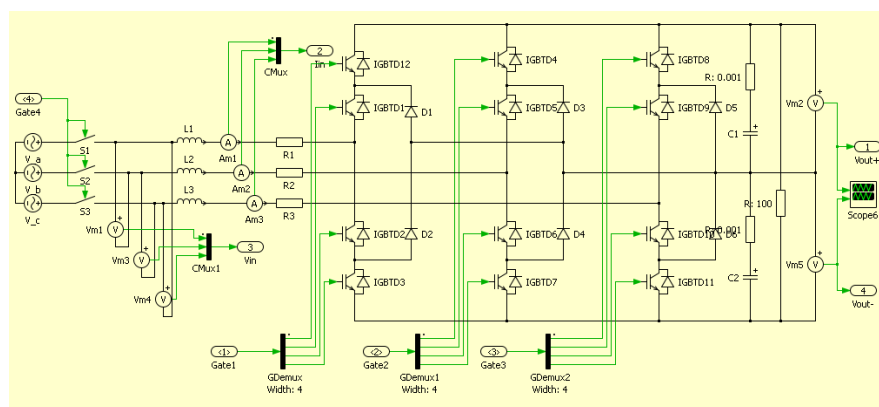 2
IGBTD12
IGBTD4
IGBTD8
Iin
CMux
R: 0.001
<4>
Gate4
L1
IGBTD1
D1
IGBTD5
D3
IGBTD9
D5
C1
Vm2
V
V_a
S1
A
Am1
R1
1
Vout+
L2
V_b
S2
A
Am2
R2
L3
V_c
S3
A
Am3
R3
R: 100
Scope6
Vm1
V
3
Vin
CMux1
IGBTD2
D2
IGBTD6
D4
R: 0.001
Vm3
V
Vm4
V
IGBTD3
IGBTD7
IGBTD11
C2
Vm5
V
4
Vout-
<1>
Gate1
<2>
Gate2
<3>
Gate3
GDemux
Width: 4
GDemux1
Width: 4
GDemux2
Width: 4